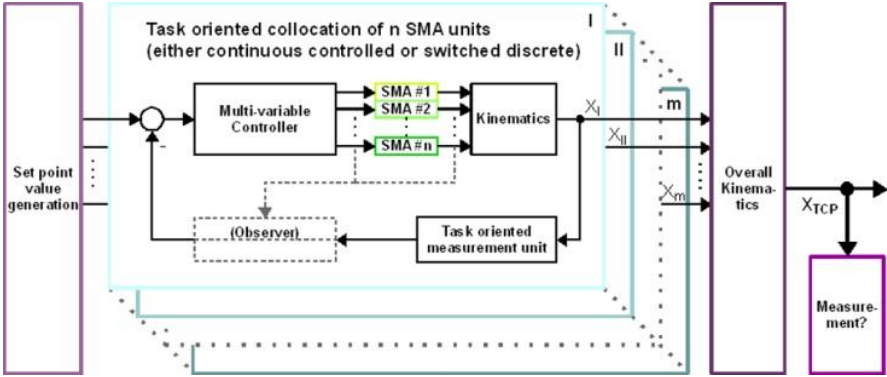 Task oriented collocation of n SMA units
(either continuous controlled or switched discrete)
I
II
m
Set point
value
generation
-
Multi-variable
Controller
SMA #1
SMA #2
SMA #n
Kinematics
X_I
X_II
X_m
(Observer)
Task oriented
measurement unit
Overall
Kinema-
tics
X_TCP
Measure-
ment?